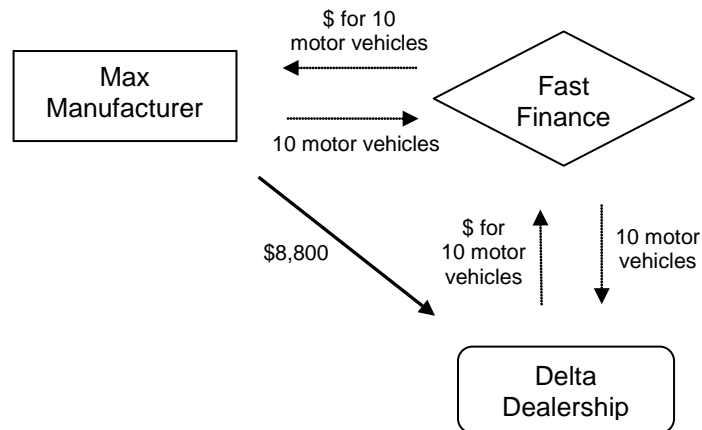 $ for 10
motor vehicles
Max
Manufacturer
Fast
Finance
10 motor vehicles
$8,800
$ for
10 motor
vehicles
10 motor
vehicles
Delta
Dealership